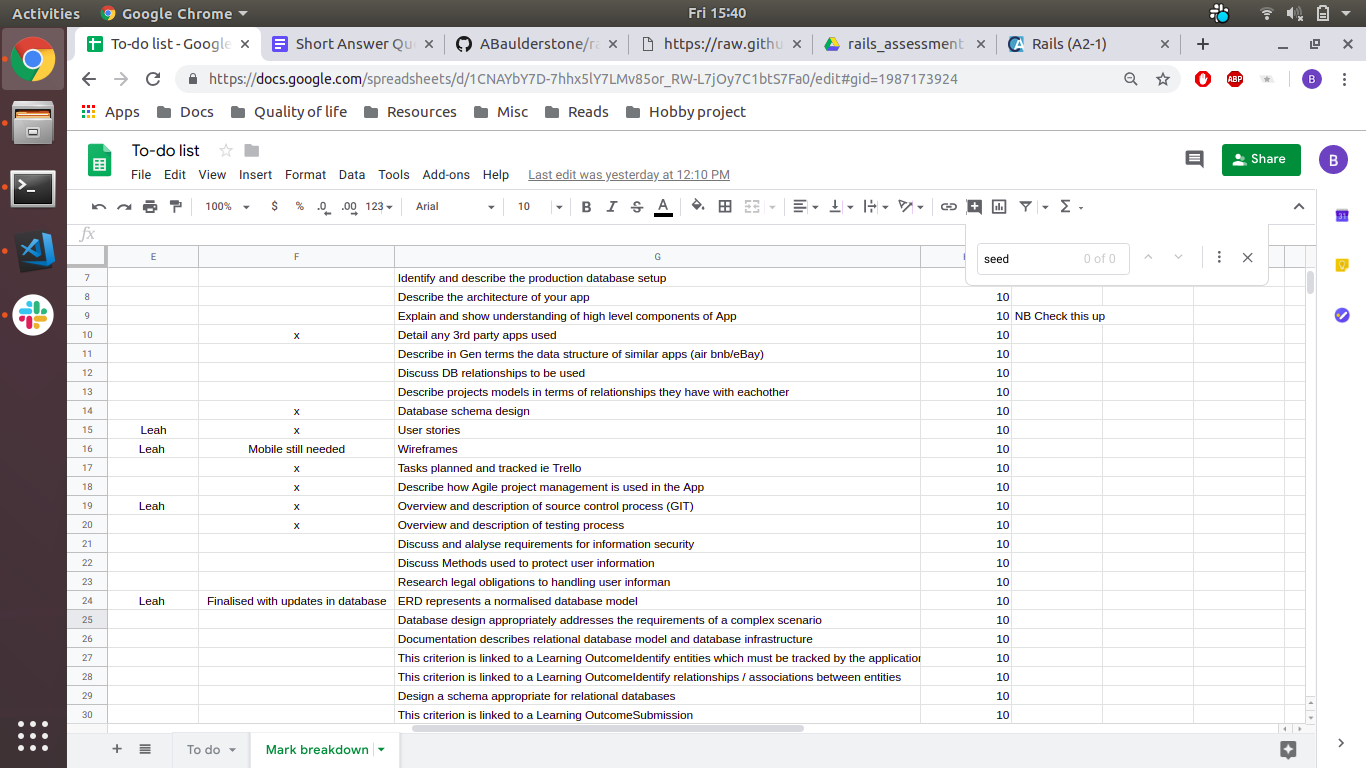 Activities Google Chrome Fri 15:40
To-do list - Google Short Answer Qu ABaulderstone/ra https://raw.githu rails_assessment Rails (A2-1)
https://docs.google.com/spreadsheets/d/1CNAYbY7D-7hhx5lY7LMv85or_RW-L7jOy7C1btS7Fa0/edit#gid=1987173924 ABP B
Apps Docs Quality of life Resources Misc Reads Hobby project
To-do list
Share B
File Edit View Insert Format Data Tools Add-ons Help Last edit was yesterday at 12:10 PM
100% $ % .0 .00 123 Arial 10 B I S A Σ
fx
seed 0 of 0
E F G
7 Identify and describe the production database setup
8 Describe the architecture of your app 10
9 Explain and show understanding of high level components of App 10 NB Check this up
10 x Detail any 3rd party apps used 10
11 Describe in Gen terms the data structure of similar apps (air bnb/eBay) 10
12 Discuss DB relationships to be used 10
13 Describe projects models in terms of relationships they have with eachother 10
14 x Database schema design 10
15 Leah x User stories 10
16 Leah Mobile still needed Wireframes 10
17 x Tasks planned and tracked ie Trello 10
18 x Describe how Agile project management is used in the App 10
19 Leah x Overview and description of source control process (GIT) 10
20 x Overview and description of testing process 10
21 Discuss and alalyse requirements for information security 10
22 Discuss Methods used to protect user information 10
23 Research legal obligations to handling user informan 10
24 Leah Finalised with updates in database ERD represents a normalised database model 10
25 Database design appropriately addresses the requirements of a complex scenario 10
26 Documentation describes relational database model and database infrastructure 10
27 This criterion is linked to a Learning OutcomeIdentify entities which must be tracked by the application 10
28 This criterion is linked to a Learning OutcomeIdentify relationships / associations between entities 10
29 Design a schema appropriate for relational databases 10
30 This criterion is linked to a Learning OutcomeSubmission 10
To do Mark breakdown